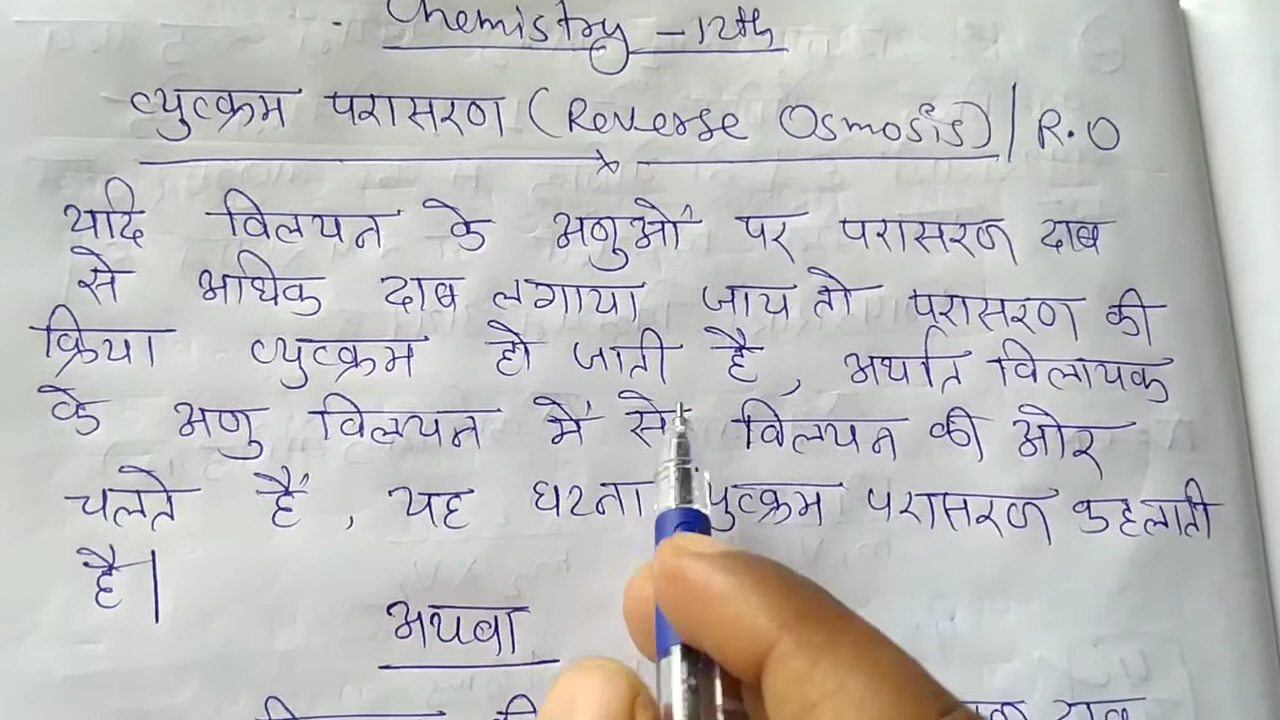 Chemistry - 12th
व्युत्क्रम परासरण (Reverse Osmosis) / R.O
यदि विलयन के अणुओं पर परासरण दाब
से अधिक दाब लगाया जाय तो परासरण की
क्रिया व्युत्क्रम हो जाती है, अर्थात विलायक
के अणु विलयन में से विलयन की ओर
चलते हैं, यह घटना व्युत्क्रम परासरण कहलाती
है।
अथवा